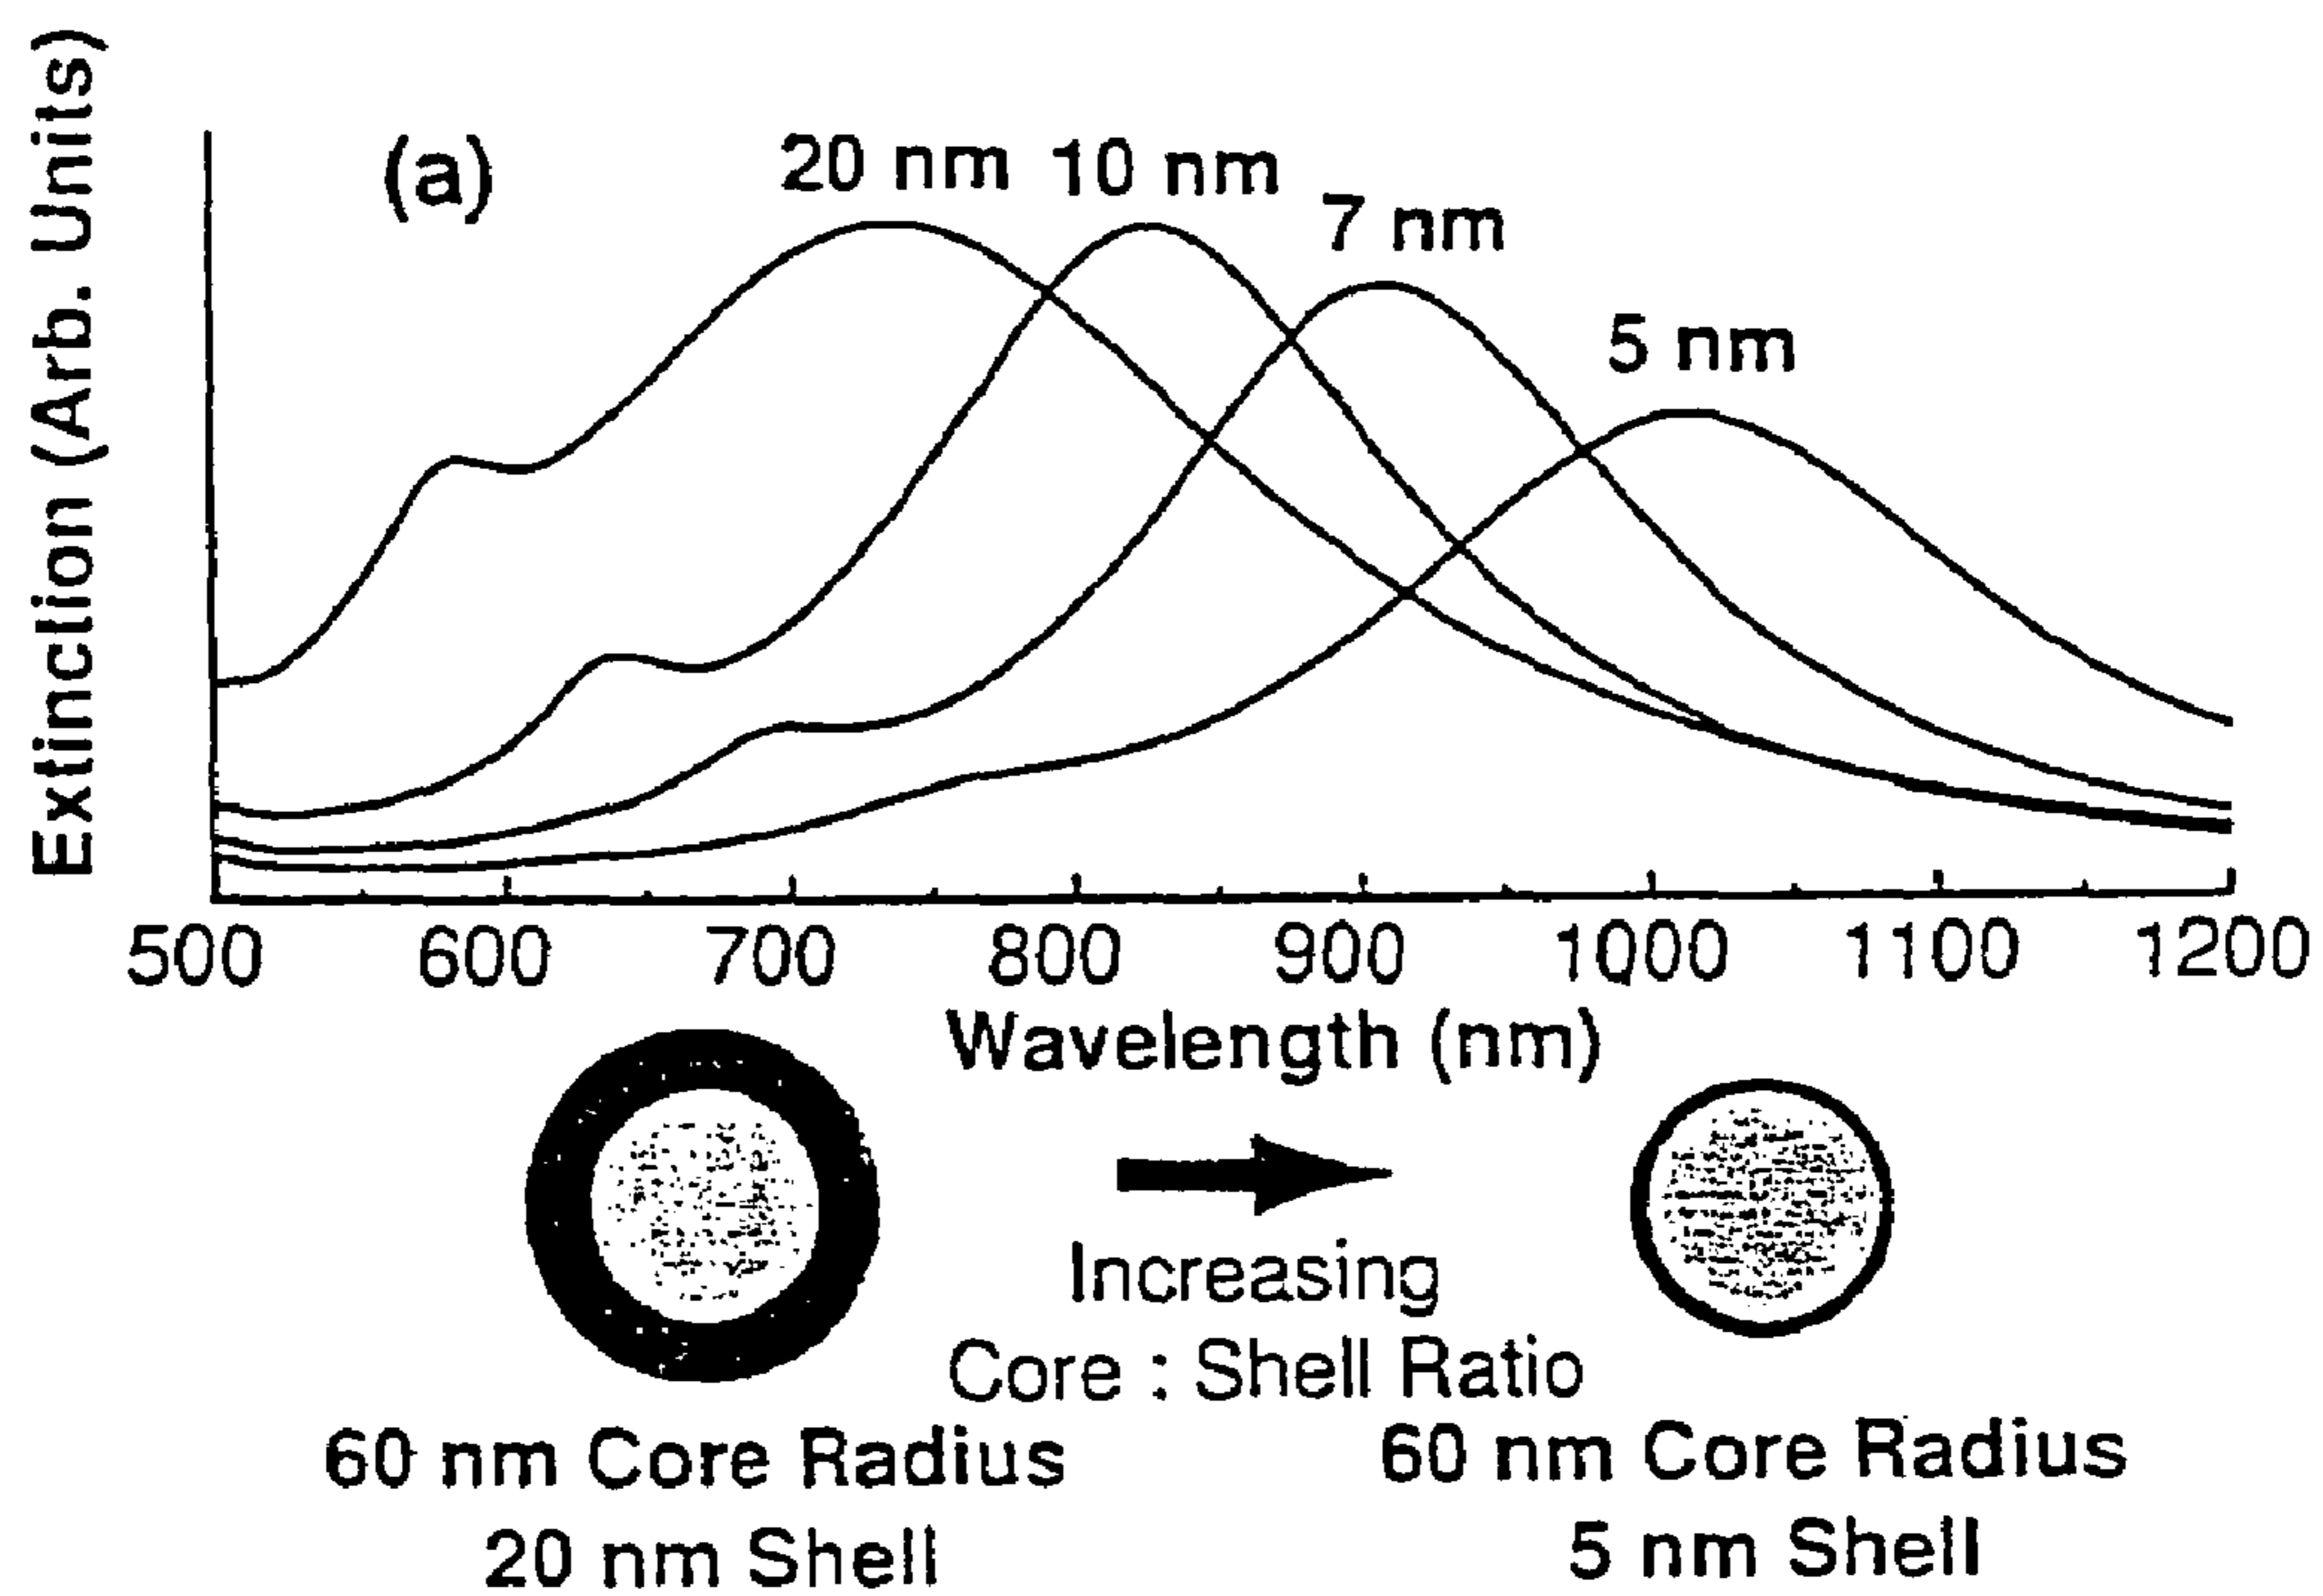 Extinction (Arb. Units)
(a)
20 nm
10 nm
7 nm
5 nm
500 600 700 800 900 1000 1100 1200
Wavelength (nm)
Increasing
Core : Shell Ratio
60 nm Core Radius
20 nm Shell
60 nm Core Radius
5 nm Shell